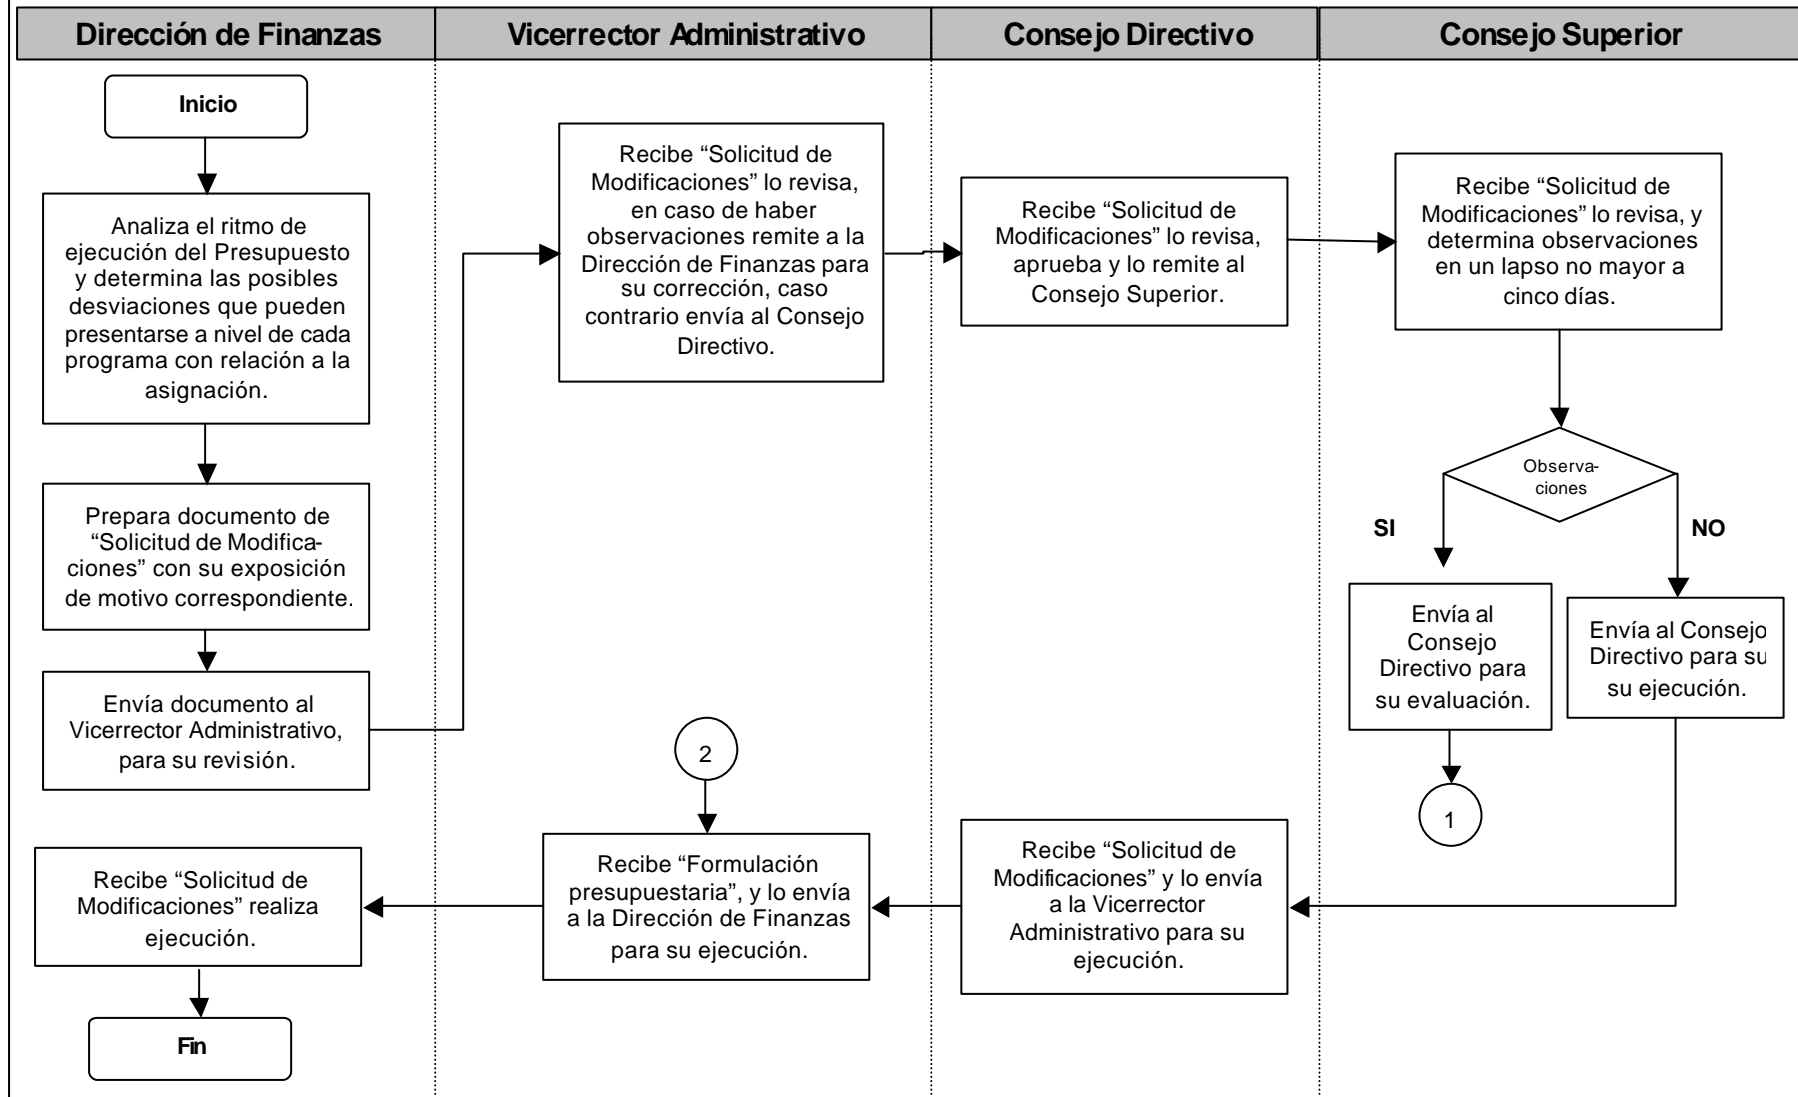 Dirección de Finanzas
Vicerrector Administrativo
Consejo Directivo
Consejo Superior
Inicio
Analiza el ritmo de
ejecución del Presupuesto
y determina las posibles
desviaciones que pueden
presentarse a nivel de cada
programa con relación a la
asignación.
Prepara documento de
“Solicitud de Modifica-
ciones” con su exposición
de motivo correspondiente.
Envía documento al
Vicerrector Administrativo,
para su revisión.
Recibe “Solicitud de
Modificaciones” lo revisa,
en caso de haber
observaciones remite a la
Dirección de Finanzas para
su corrección, caso
contrario envía al Consejo
Directivo.
Recibe “Solicitud de
Modificaciones” lo revisa,
aprueba y lo remite al
Consejo Superior.
Recibe “Solicitud de
Modificaciones” lo revisa, y
determina observaciones
en un lapso no mayor a
cinco días.
Observa-
ciones
SI
NO
Envía al
Consejo
Directivo para
su evaluación.
Envía al Consejo
Directivo para su
su ejecución.
1
2
Recibe “Solicitud de
Modificaciones” y lo envía
a la Vicerrector
Administrativo para su
ejecución.
Recibe “Formulación
presupuestaria”, y lo envía
a la Dirección de Finanzas
para su ejecución.
Recibe “Solicitud de
Modificaciones” realiza
ejecución.
Fin